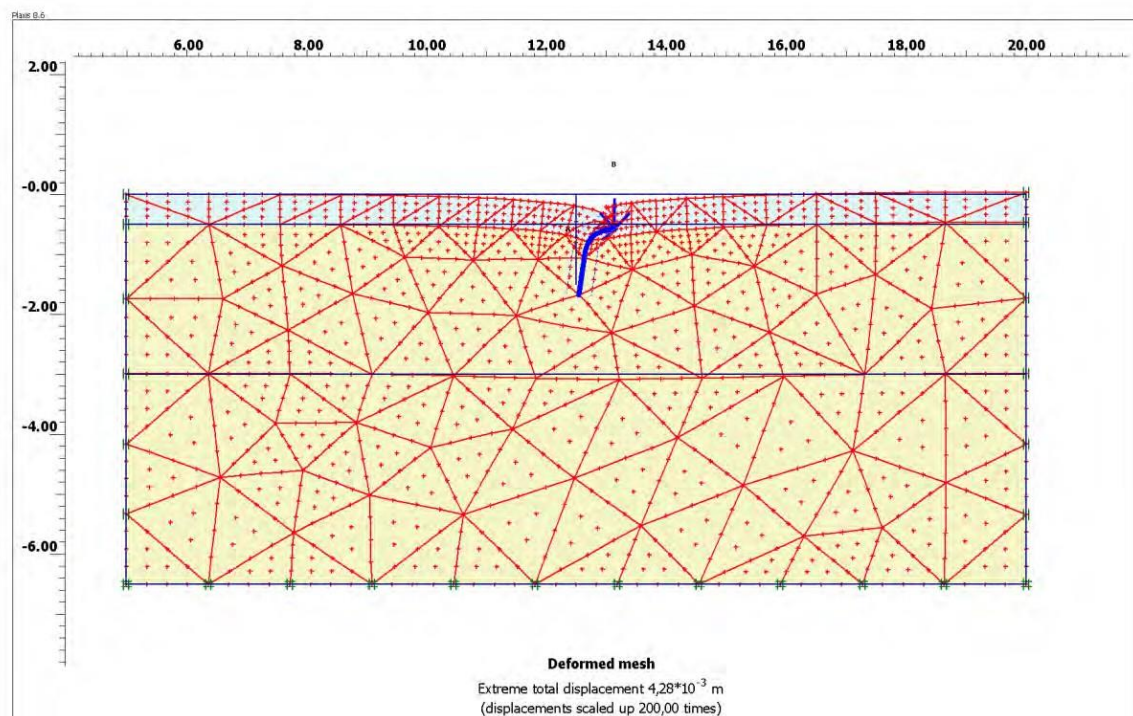 Plaxis 8.6
6.00 8.00 10.00 12.00 14.00 16.00 18.00 20.00
2.00
-0.00
-2.00
-4.00
-6.00
B
A
Deformed mesh
Extreme total displacement 4,28*10-3 m
(displacements scaled up 200,00 times)